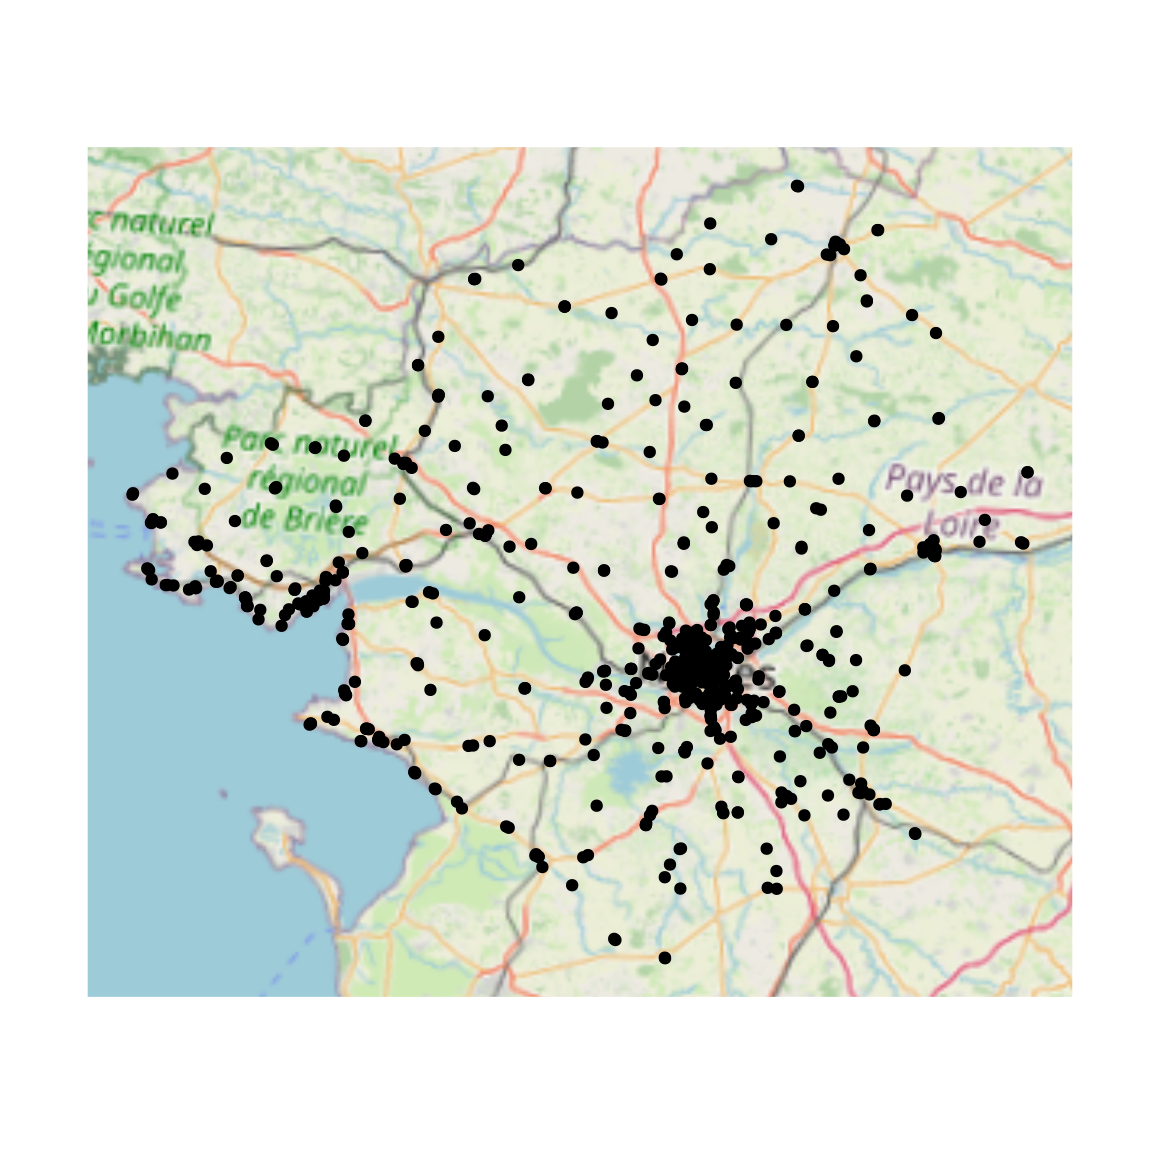 c naturel
égional
u Golfe
Morbihan
Parc naturel
régional
de Brière
Pays de la
Loire
es